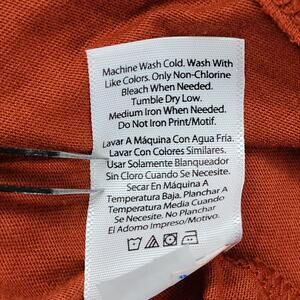 Machine Wash Cold. Wash With
Like Colors. Only Non-Chlorine
Bleach When Needed.
Tumble Dry Low.
Medium Iron When Needed.
Do Not Iron Print/Motif.
Lavar A Máquina Con Agua Fría.
Lavar Con Colores Similares.
Usar Solamente Blanqueador
Sin Cloro Cuando Se Necesite.
Secar En Máquina A
Temperatura Baja. Planchar A
Temperatura Media Cuando
Se Necesite. No Planchar
El Adorno Impreso/Motivo.